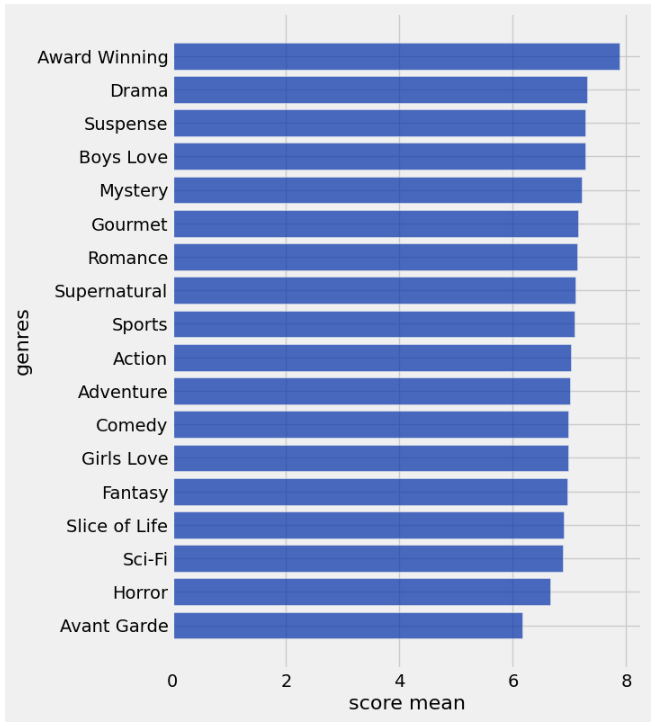 Award Winning
Drama
Suspense
Boys Love
Mystery
Gourmet
Romance
Supernatural
Sports
Action
Adventure
Comedy
Girls Love
Fantasy
Slice of Life
Sci-Fi
Horror
Avant Garde
genres
0 2 4 6 8
score mean